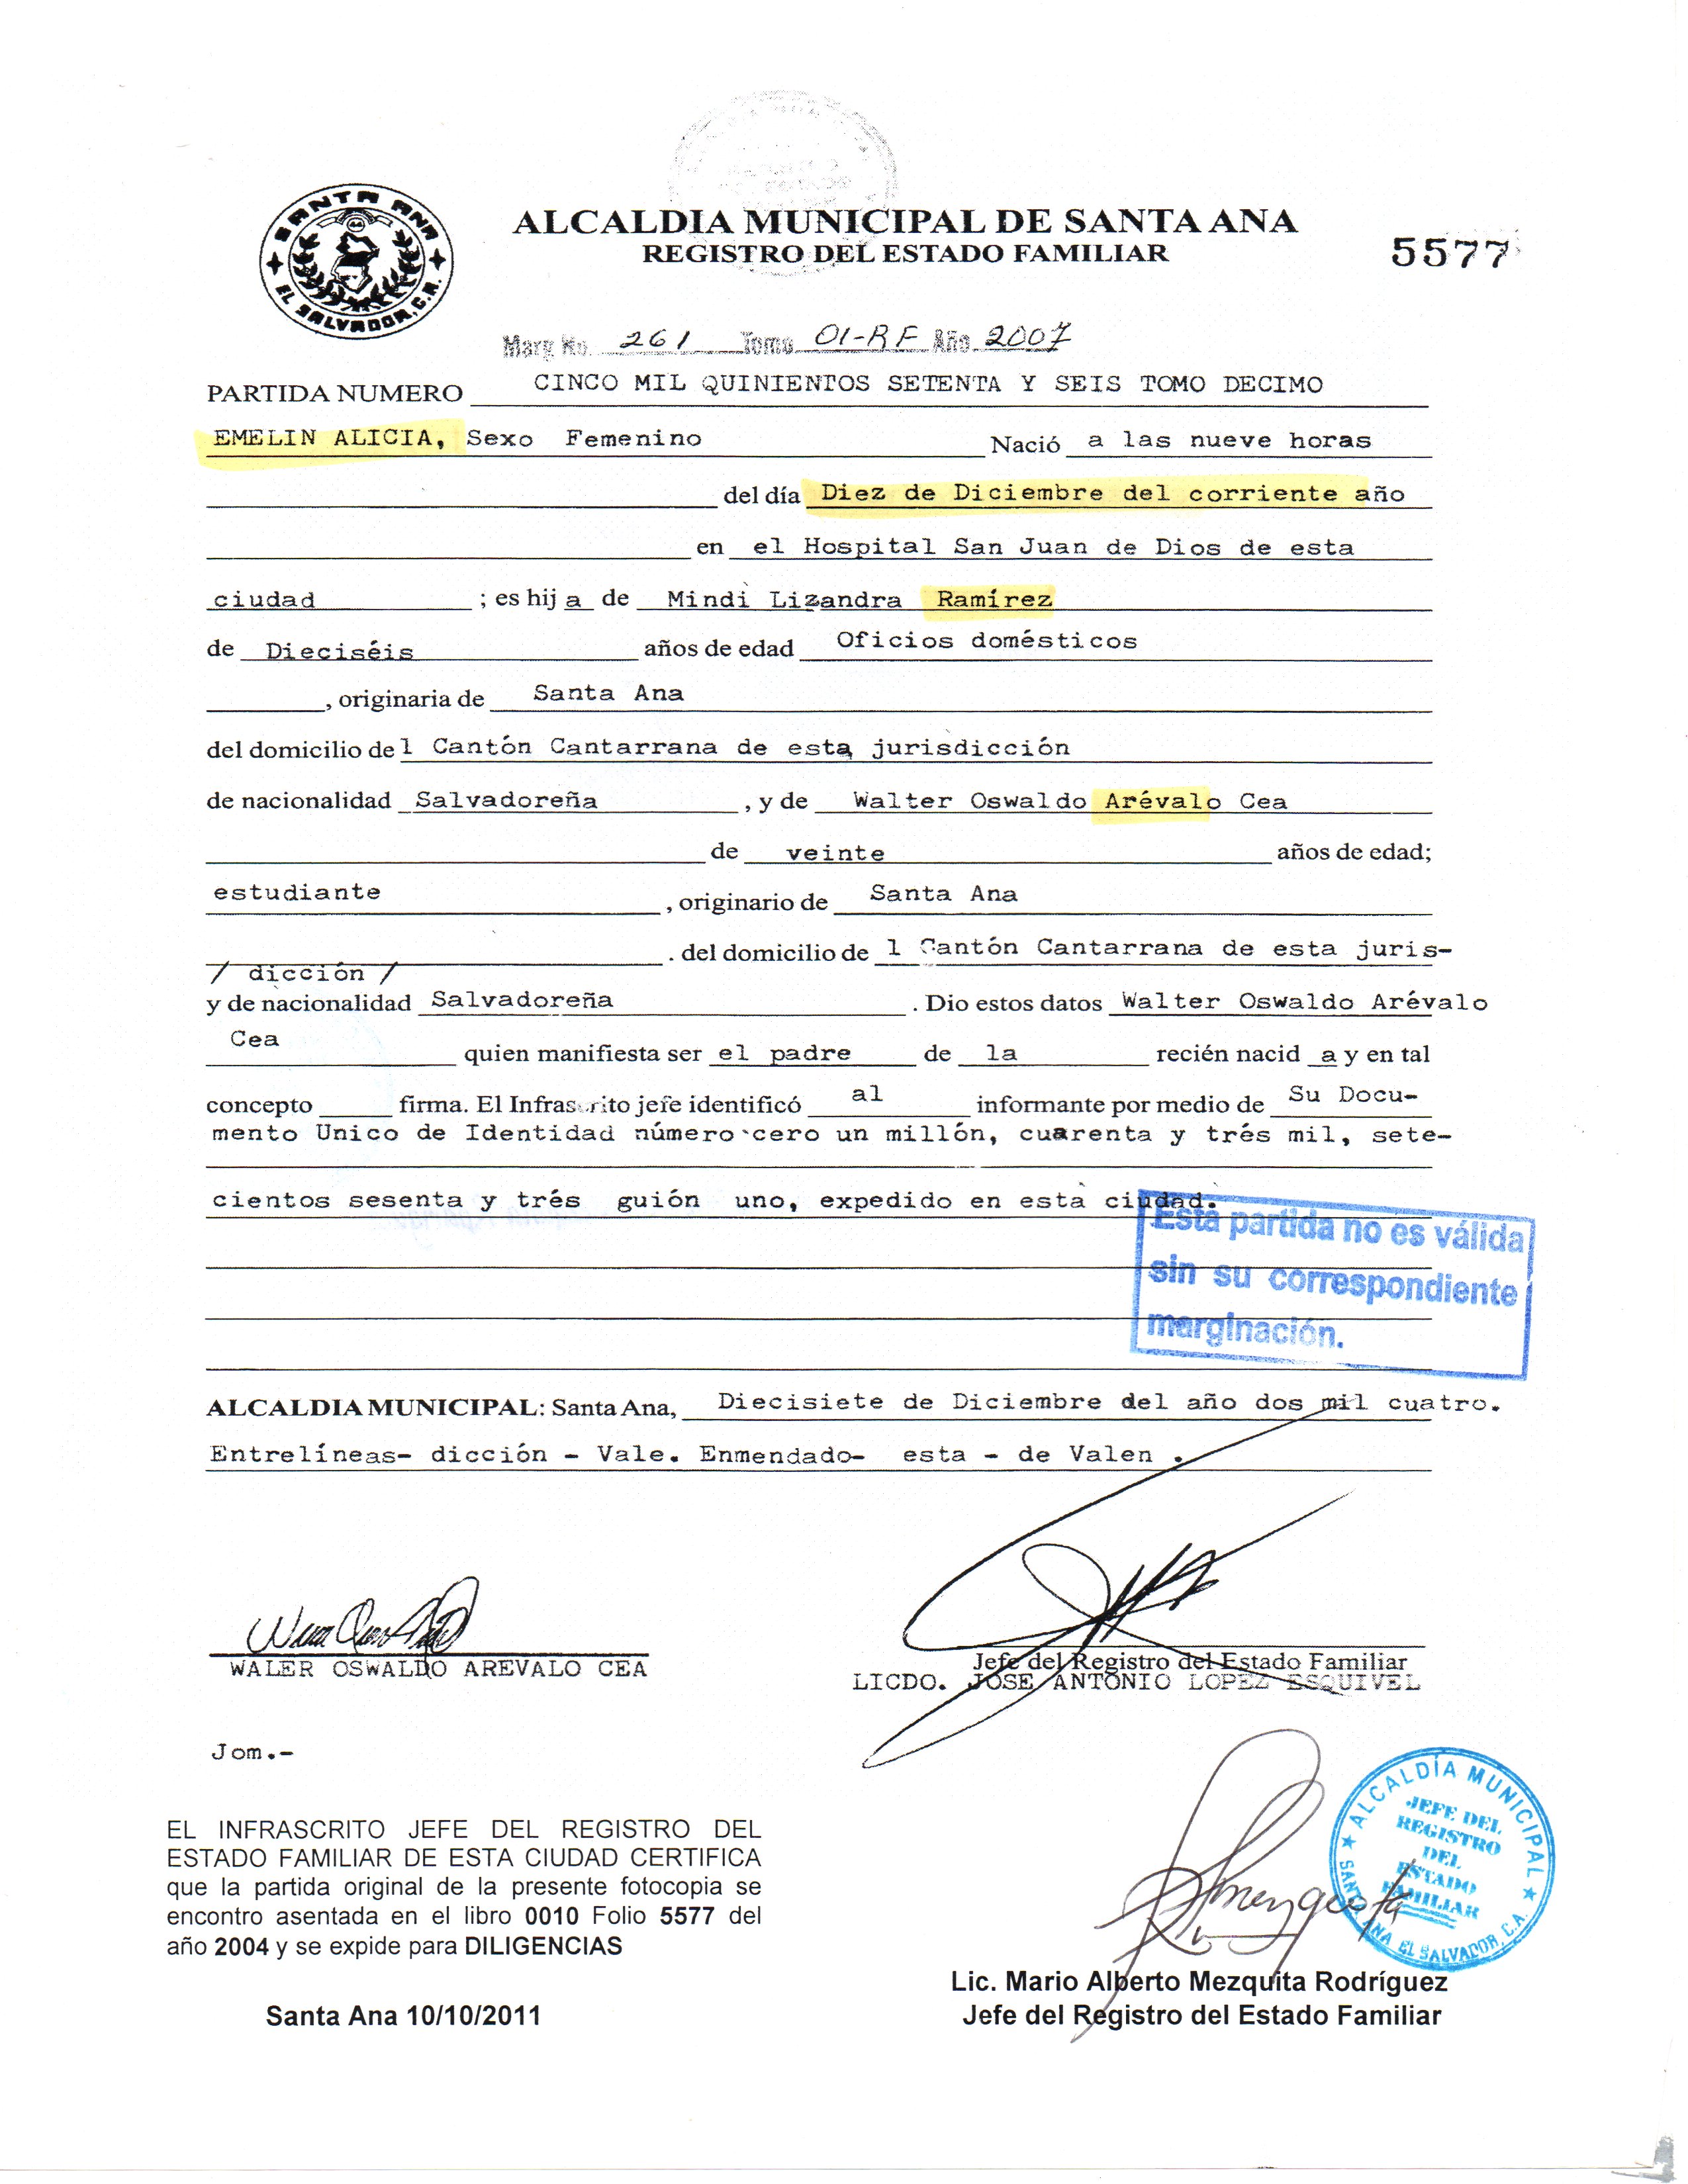 SANTA ANA
EL SALVADOR, C.A.
ALCALDIA MUNICIPAL DE SANTA ANA
REGISTRO DEL ESTADO FAMILIAR
5577
Marg No. 261 Tomo 01-RF Año 2007
PARTIDA NUMERO CINCO MIL QUINIENTOS SETENTA Y SEIS TOMO DECIMO
EMELIN ALICIA, Sexo Femenino Nació a las nueve horas
del día Diez de Diciembre del corriente año
en el Hospital San Juan de Dios de esta
ciudad ; es hij a de Mindi Lizandra Ramírez
de Dieciséis años de edad Oficios domésticos
, originaria de Santa Ana
del domicilio de l Cantón Cantarrana de esta jurisdicción
de nacionalidad Salvadoreña , y de Walter Oswaldo Arévalo Cea
de veinte años de edad;
estudiante , originario de Santa Ana
. del domicilio de l Cantón Cantarrana de esta juris-
/ dicción /
y de nacionalidad Salvadoreña . Dio estos datos Walter Oswaldo Arévalo
Cea quien manifiesta ser el padre de la recién nacid a y en tal
concepto firma. El Infrascrito jefe identificó al informante por medio de Su Docu-
mento Unico de Identidad número cero un millón, cuarenta y trés mil, sete-
cientos sesenta y trés guión uno, expedido en esta ciudad.
Esta partida no es válida
sin su correspondiente
marginación.
ALCALDIA MUNICIPAL: Santa Ana, Diecisiete de Diciembre del año dos mil cuatro.
Entrelíneas- dicción - Vale. Enmendado- esta - de Valen .
WALER OSWALDO AREVALO CEA
Jefe del Registro del Estado Familiar
LICDO. JOSE ANTONIO LOPEZ ESQUIVEL
Jom.-
EL INFRASCRITO JEFE DEL REGISTRO DEL
ESTADO FAMILIAR DE ESTA CIUDAD CERTIFICA
que la partida original de la presente fotocopia se
encontro asentada en el libro 0010 Folio 5577 del
año 2004 y se expide para DILIGENCIAS
Santa Ana 10/10/2011
ALCALDÍA MUNICIPAL
JEFE DEL
REGISTRO
DEL
ESTADO
FAMILIAR
SANTA ANA EL SALVADOR, C.A.
Lic. Mario Alberto Mezquita Rodríguez
Jefe del Registro del Estado Familiar